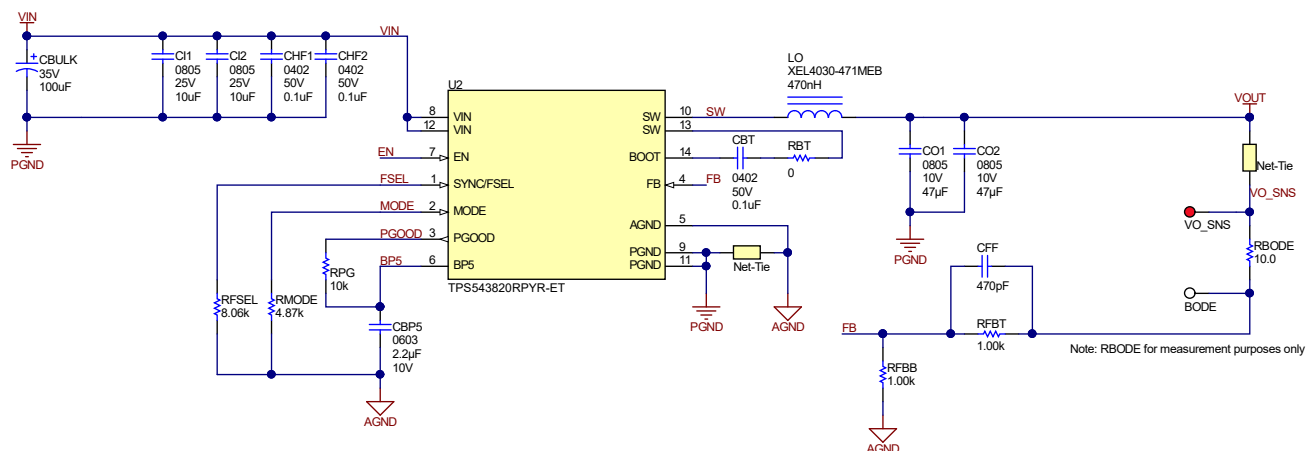 VIN
VIN
CBULK
35V
100uF
CI1
0805
25V
10uF
CI2
0805
25V
10uF
CHF1
0402
50V
0.1uF
CHF2
0402
50V
0.1uF
PGND
U2
8 VIN
12 VIN
EN 7 EN
FSEL 1 SYNC/FSEL
MODE 2 MODE
PGOOD 3 PGOOD
BP5 6 BP5
SW 10 SW
SW 13
BOOT 14
FB 4 FB
AGND 5
PGND 9
PGND 11
TPS543820RPYR-ET
RPG
10k
RFSEL
8.06k
RMODE
4.87k
CBP5
0603
2.2µF
10V
AGND
LO
XEL4030-471MEB
470nH
CBT
0402
50V
0.1uF
RBT
0
Net-Tie
PGND
AGND
VOUT
CO1
0805
10V
47µF
CO2
0805
10V
47µF
PGND
Net-Tie
VO_SNS
VO_SNS
RBODE
10.0
BODE
CFF
470pF
FB
RFBT
1.00k
Note: RBODE for measurement purposes only
RFBB
1.00k
AGND